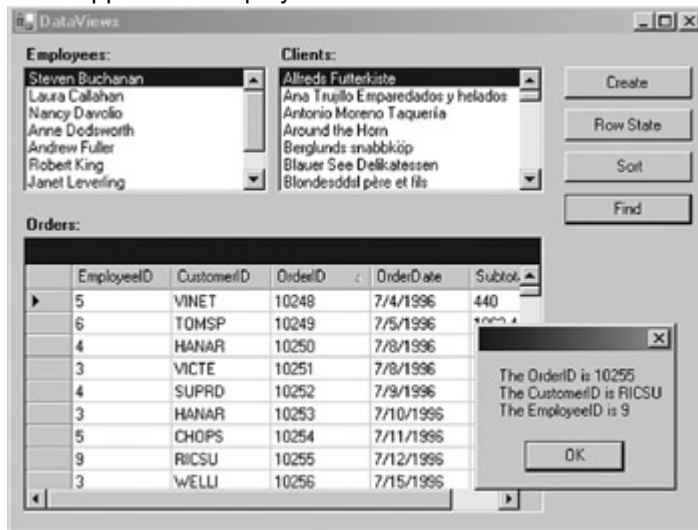 DataViews
Employees:
Steven Buchanan
Laura Callahan
Nancy Davolio
Anne Dodsworth
Andrew Fuller
Robert King
Janet Leverling
Clients:
Alfreds Futterkiste
Ana Trujillo Emparedados y helados
Antonio Moreno Taquería
Around the Horn
Berglunds snabbköp
Blauer See Delikatessen
Blondesddsl père et fils
Create
Row State
Sort
Find
Orders:
EmployeeID CustomerID OrderID OrderDate Subtot
5 VINET 10248 7/4/1996 440
6 TOMSP 10249 7/5/1996
4 HANAR 10250 7/8/1996
3 VICTE 10251 7/8/1996
4 SUPRD 10252 7/9/1996
3 HANAR 10253 7/10/1996
5 CHOPS 10254 7/11/1996
9 RICSU 10255 7/12/1996
3 WELLI 10256 7/15/1996
The OrderID is 10255
The CustomerID is RICSU
The EmployeeID is 9
OK